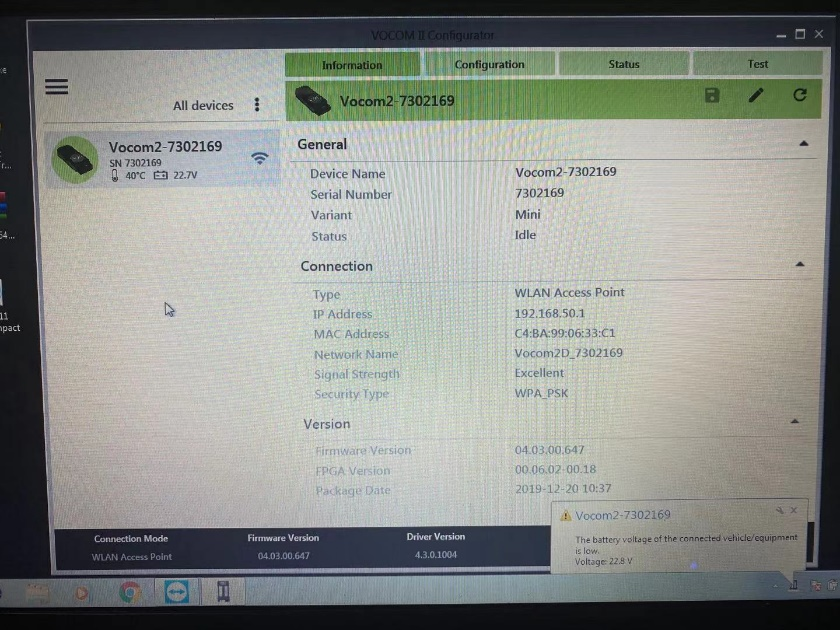 VOCOM II Configurator
Information Configuration Status Test
All devices
Vocom2-7302169
Vocom2-7302169
SN 7302169
40°C 22.7V
General
Device Name Vocom2-7302169
Serial Number 7302169
Variant Mini
Status Idle
Connection
Type WLAN Access Point
IP Address 192.168.50.1
MAC Address C4:BA:99:06:33:C1
Network Name Vocom2D_7302169
Signal Strength Excellent
Security Type WPA_PSK
Version
Firmware Version 04.03.00.647
FPGA Version 00.06.02-00.18
Package Date 2019-12-20 10:37
Connection Mode Firmware Version Driver Version
WLAN Access Point 04.03.00.647 4.3.0.1004
Vocom2-7302169
The battery voltage of the connected vehicle/equipment
is low.
Voltage: 22.8 V